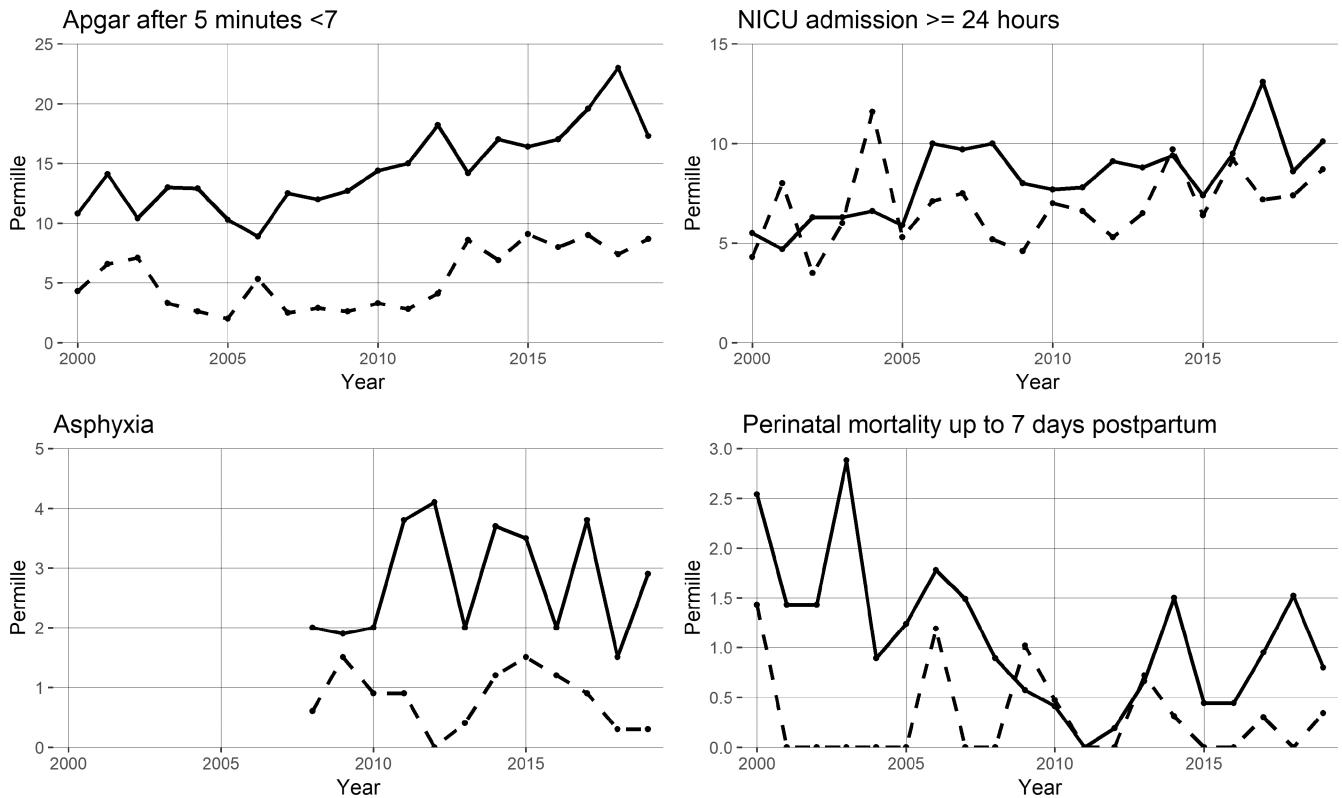 Apgar after 5 minutes <7
25
20
15
10
5
0
Permille
2000 2005 2010 2015
Year
NICU admission >= 24 hours
15
10
5
0
Permille
2000 2005 2010 2015
Year
Asphyxia
5
4
3
2
1
0
Permille
2000 2005 2010 2015
Year
Perinatal mortality up to 7 days postpartum
3.0
2.5
2.0
1.5
1.0
0.5
0.0
Permille
2000 2005 2010 2015
Year